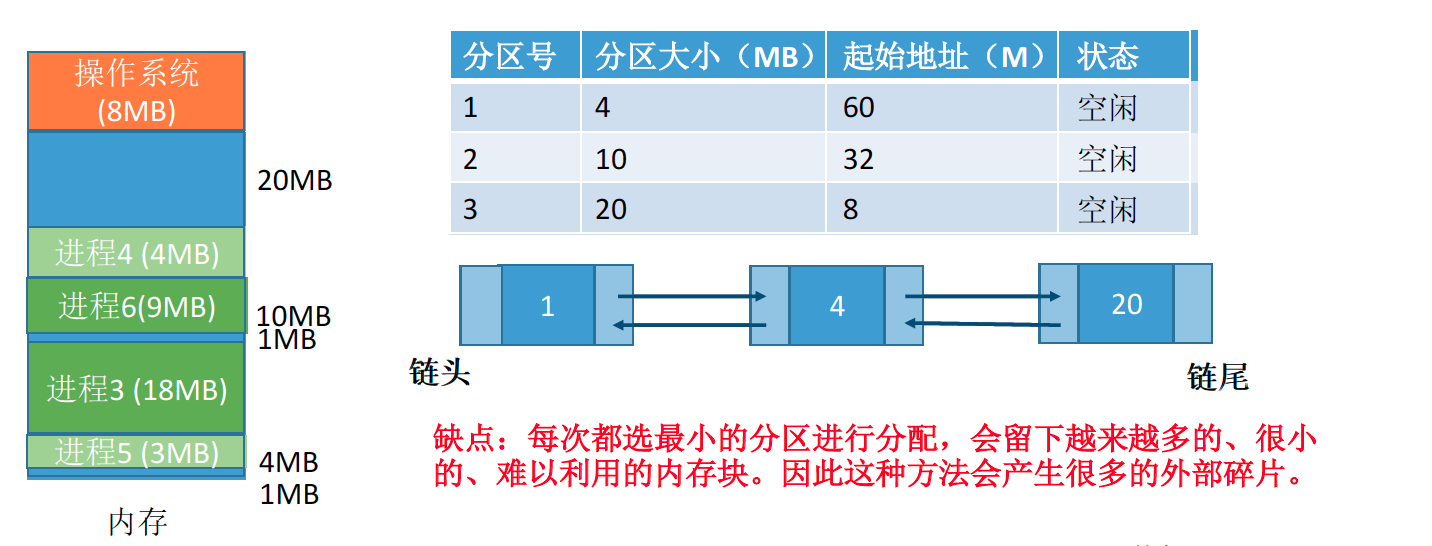 操作系统
(8MB)
20MB
进程4 (4MB)
进程6(9MB)
10MB
1MB
进程3 (18MB)
进程5 (3MB)
4MB
1MB
内存
分区号 分区大小（MB） 起始地址（M） 状态
1 4 60 空闲
2 10 32 空闲
3 20 8 空闲
1 4 20
链头
链尾
缺点：每次都选最小的分区进行分配，会留下越来越多的、很小
的、难以利用的内存块。因此这种方法会产生很多的外部碎片。